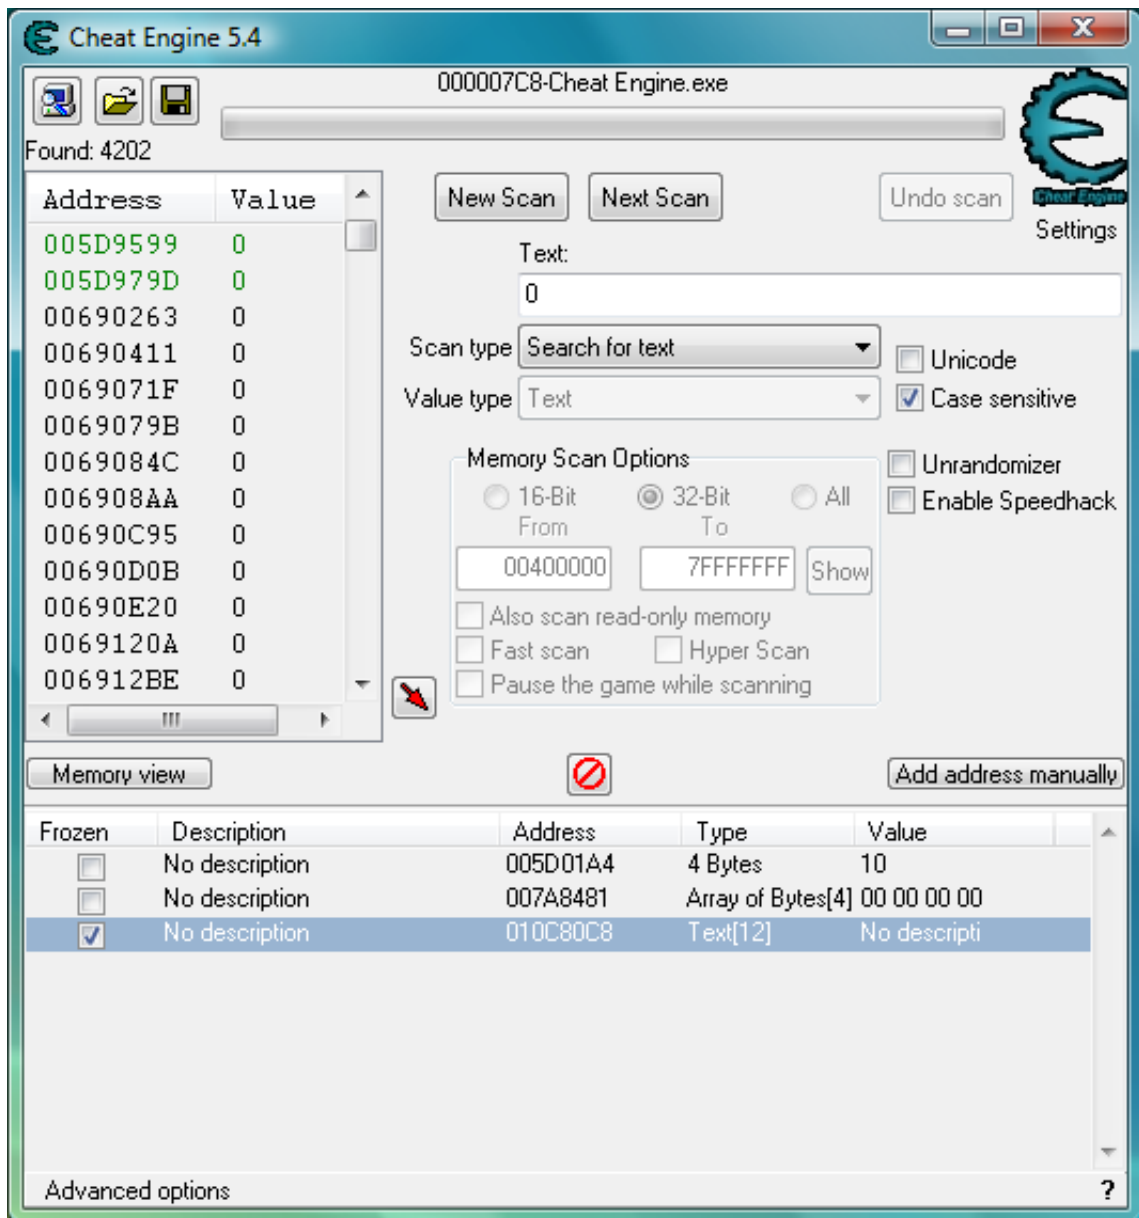 Cheat Engine 5.4
000007C8-Cheat Engine.exe
Found: 4202
Address Value
005D9599 0
005D979D 0
00690263 0
00690411 0
0069071F 0
0069079B 0
0069084C 0
006908AA 0
00690C95 0
00690D0B 0
00690E20 0
0069120A 0
006912BE 0
New Scan Next Scan Undo scan
Cheat Engine
Settings
Text:
0
Scan type Search for text
Unicode
Value type Text
Case sensitive
Memory Scan Options
Unrandomizer
16-Bit 32-Bit All
Enable Speedhack
From To
00400000 7FFFFFFF Show
Also scan read-only memory
Fast scan Hyper Scan
Pause the game while scanning
Memory view Add address manually
Frozen Description Address Type Value
No description 005D01A4 4 Bytes 10
No description 007A8481 Array of Bytes[4] 00 00 00 00
No description 010C80C8 Text[12] No descripti
Advanced options ?